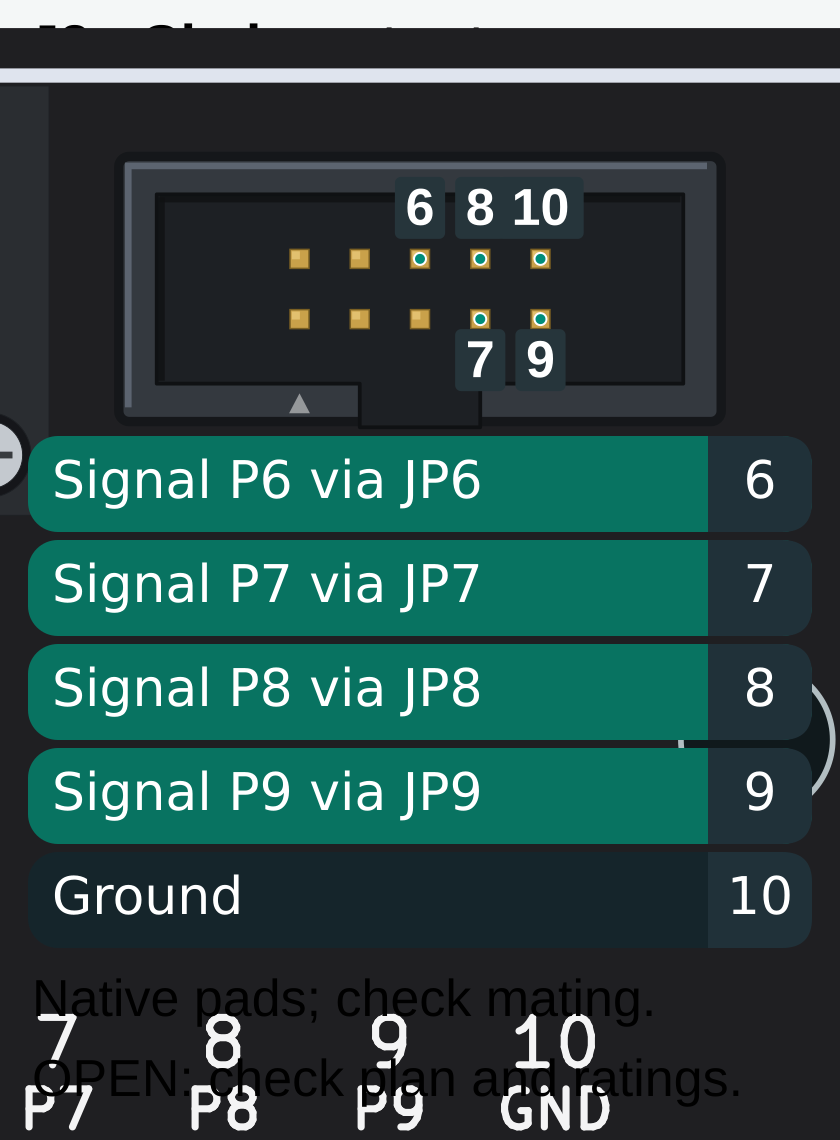 6 8 10
7 9
Signal P6 via JP6 6
Signal P7 via JP7 7
Signal P8 via JP8 8
Signal P9 via JP9 9
Ground 10
Native pads; check mating.
7 8 9 10
OPEN: check plan and ratings.
P7 P8 P9 GND